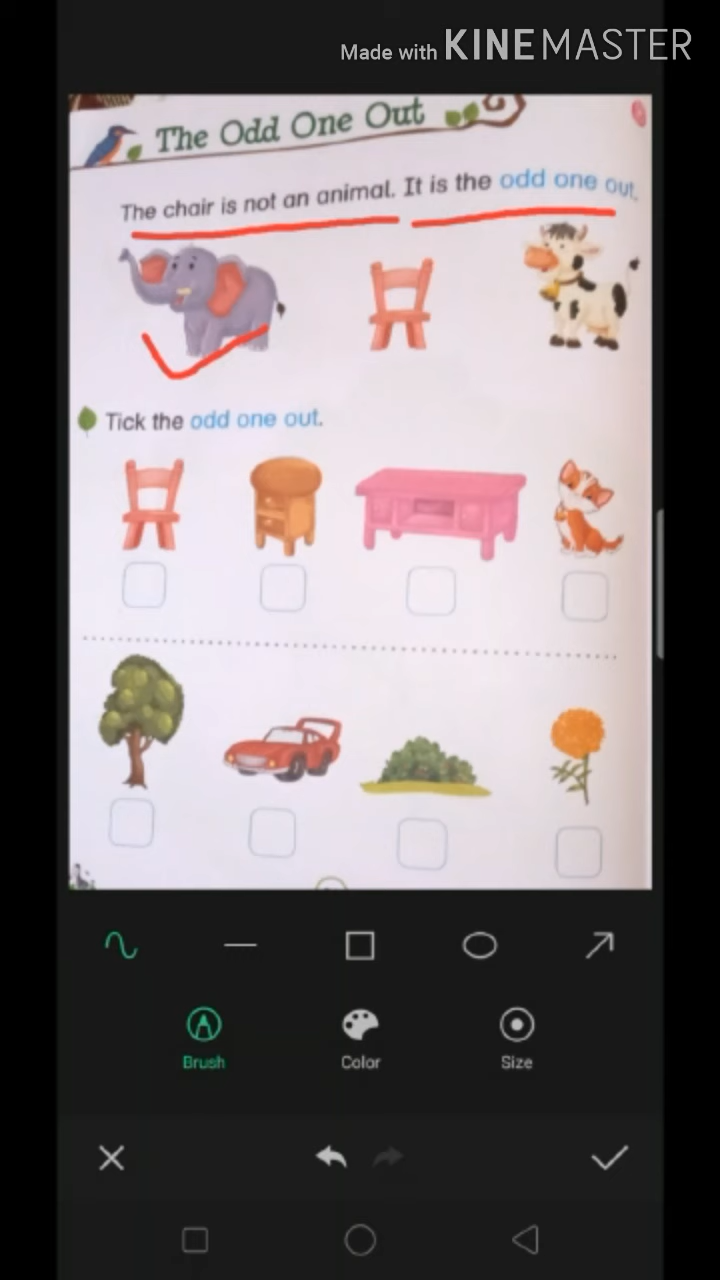 Made with KINEMASTER
The Odd One Out
The chair is not an animal. It is the odd one out.
Tick the odd one out.
Brush
Color
Size